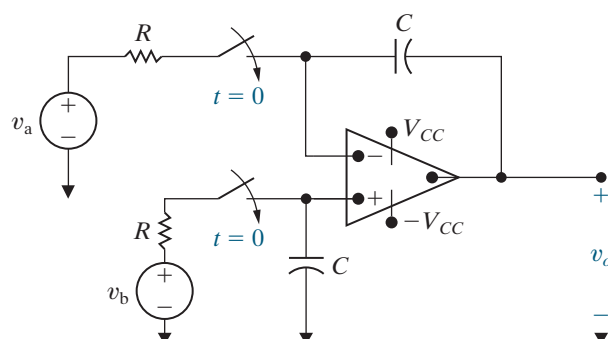 R
C
t = 0
+
−
v_a
V_CC
−
+
−V_CC
R
t = 0
C
+
v_o
−
v_b
+
−